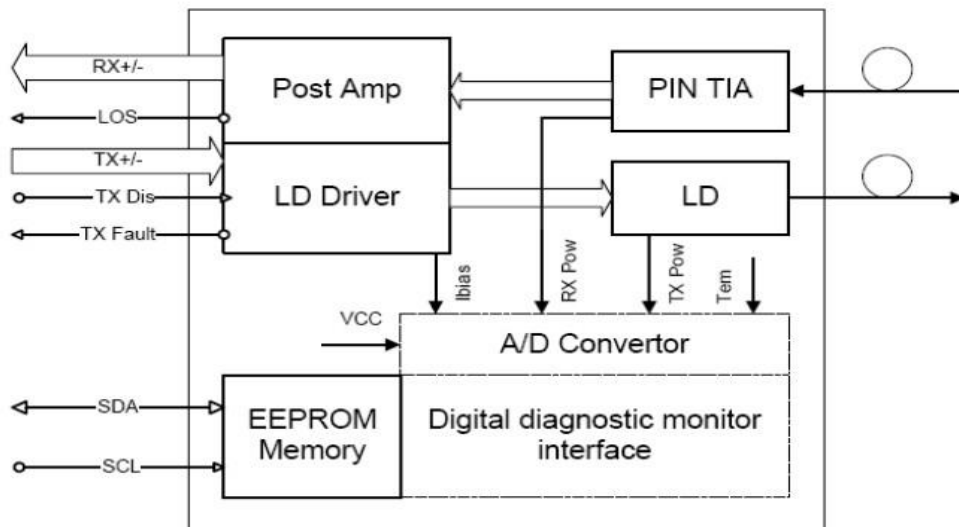 RX+/-
Post Amp
PIN TIA
LOS
TX+/-
TX Dis
LD Driver
LD
TX Fault
Ibias
RX Pow
TX Pow
Tem
VCC
A/D Convertor
SDA
EEPROM
Memory
Digital diagnostic monitor
interface
SCL